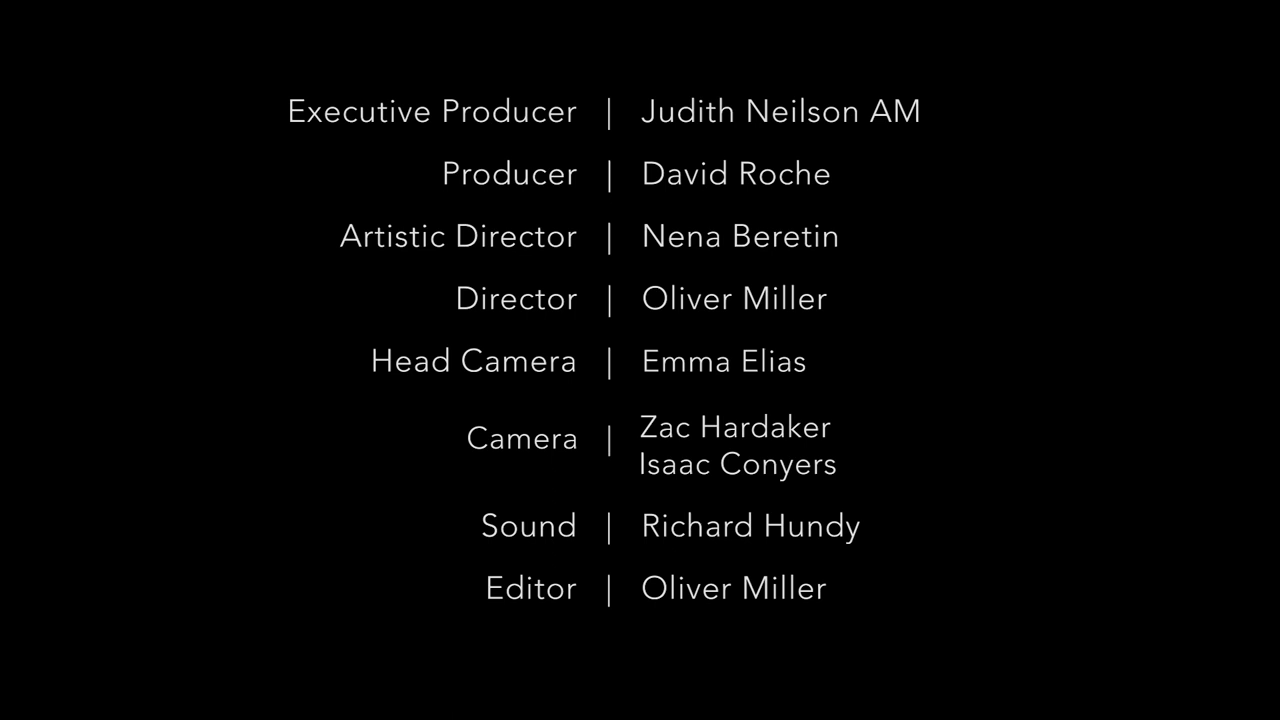 Executive Producer | Judith Neilson AM
Producer | David Roche
Artistic Director | Nena Beretin
Director | Oliver Miller
Head Camera | Emma Elias
Camera | Zac Hardaker
Isaac Conyers
Sound | Richard Hundy
Editor | Oliver Miller